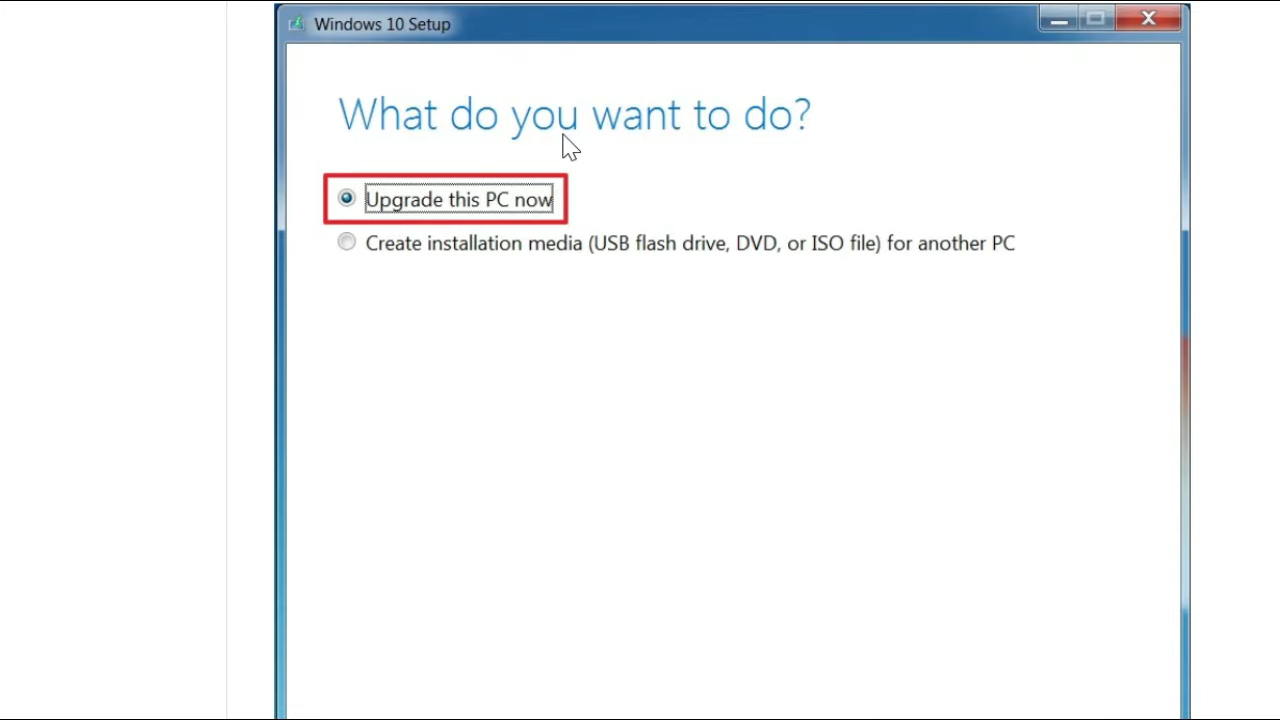 Windows 10 Setup
What do you want to do?
Upgrade this PC now
Create installation media (USB flash drive, DVD, or ISO file) for another PC